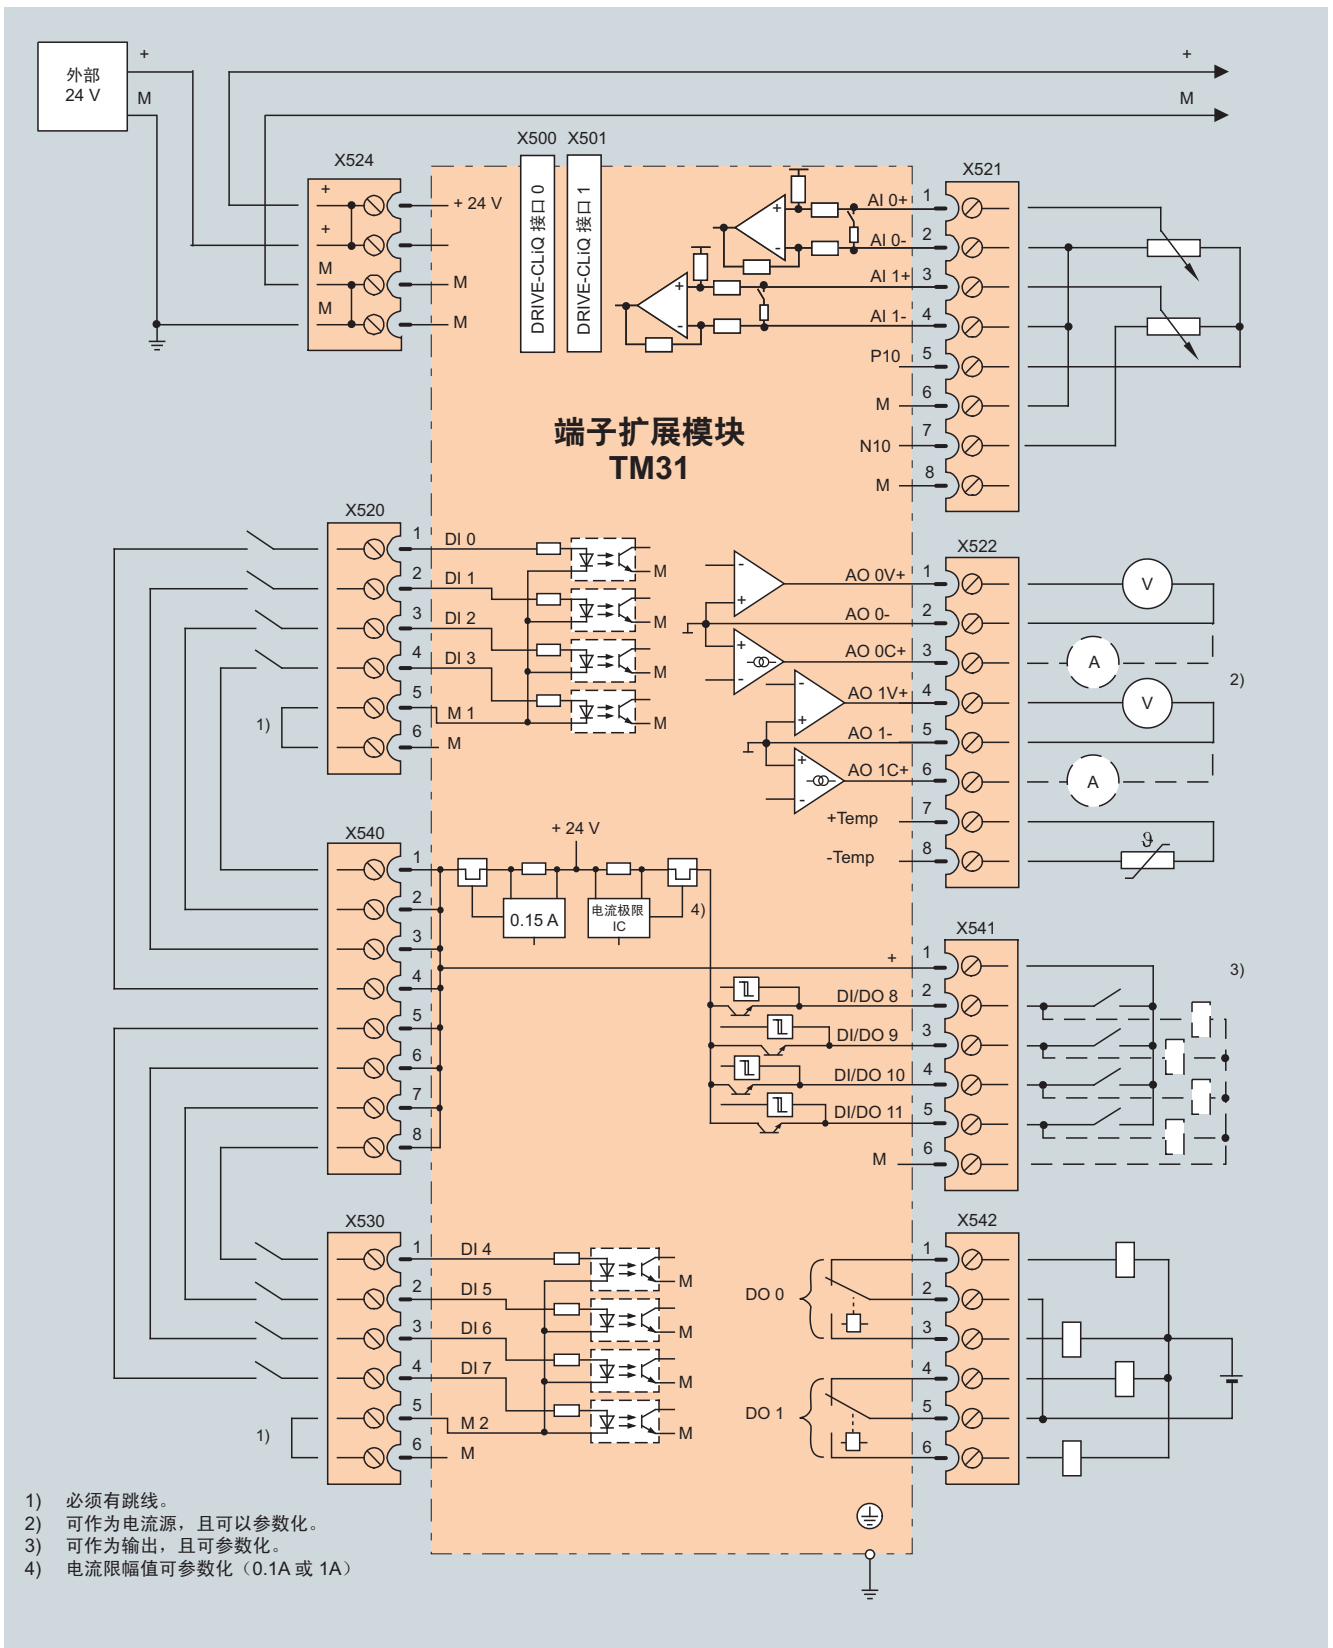 外部
24 V
+
M
+
M
X524
+
+
M
M
+ 24 V
M
M
X500
X501
DRIVE-CLiQ 接口 0
DRIVE-CLiQ 接口 1
+
-
+
-
X521
AI 0+ 1
AI 0- 2
AI 1+ 3
AI 1- 4
P10 5
M 6
N10 7
M 8
端子扩展模块
TM31
X520
1 DI 0
2 DI 1
3 DI 2
4 DI 3
5 M 1
6 M
1)
M
M
M
M
X522
-
+
+
-
-
+
+
-
AO 0V+ 1
AO 0- 2
AO 0C+ 3
AO 1V+ 4
AO 1- 5
AO 1C+ 6
+Temp 7
-Temp 8
V
A
V
A
2)
ϑ
X540
1
2
3
4
5
6
7
8
+ 24 V
0.15 A
电流极限
IC
4)
X541
+ 1
DI/DO 8 2
DI/DO 9 3
DI/DO 10 4
DI/DO 11 5
M 6
3)
X530
1 DI 4
2 DI 5
3 DI 6
4 DI 7
5 M 2
6 M
1)
M
M
M
M
X542
DO 0
DO 1
1
2
3
4
5
6
1) 必须有跳线。
2) 可作为电流源，且可以参数化。
3) 可作为输出，且可参数化。
4) 电流限幅值可参数化（0.1A 或 1A）